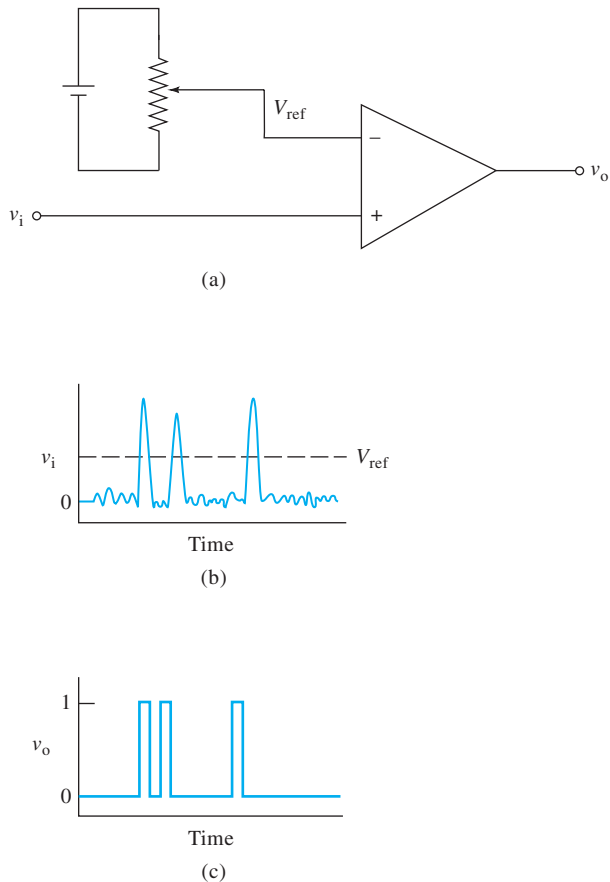 V_ref
−
v_o
v_i
+
(a)
v_i
V_ref
0
Time
(b)
1
v_o
0
Time
(c)